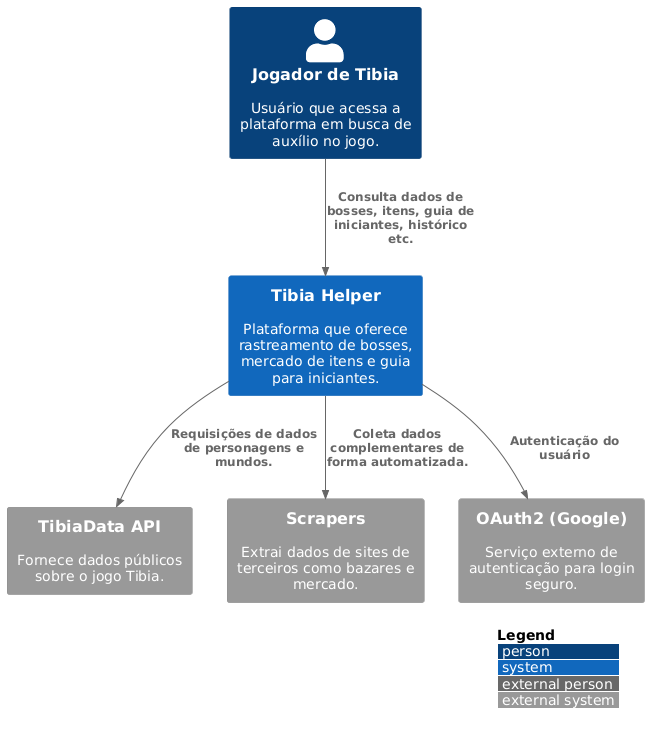 Jogador de Tibia
Usuário que acessa a
plataforma em busca de
auxílio no jogo.
Consulta dados de
bosses, itens, guia de
iniciantes, histórico
etc.
Tibia Helper
Plataforma que oferece
rastreamento de bosses,
mercado de itens e guia
para iniciantes.
Requisições de dados
de personagens e
mundos.
Coleta dados
complementares de
forma automatizada.
Autenticação do
usuário
TibiaData API
Fornece dados públicos
sobre o jogo Tibia.
Scrapers
Extrai dados de sites de
terceiros como bazares e
mercado.
OAuth2 (Google)
Serviço externo de
autenticação para login
seguro.
Legend
person
system
external person
external system